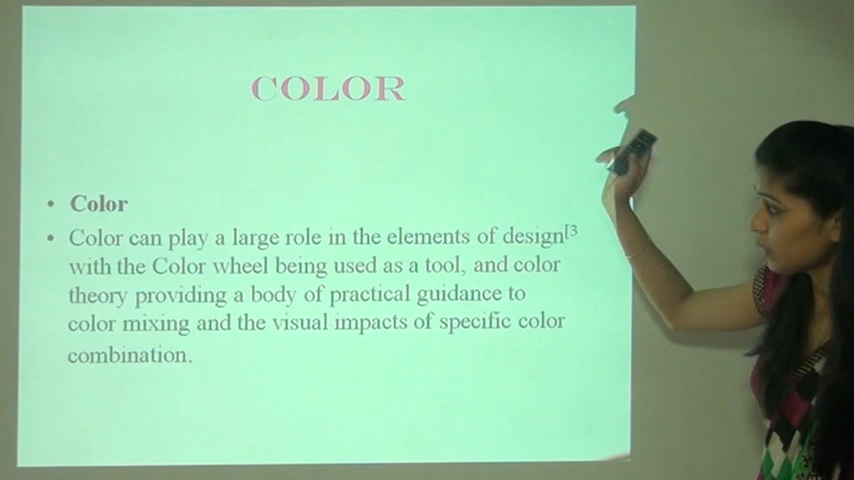 COLOR
• Color
• Color can play a large role in the elements of design[3
with the Color wheel being used as a tool, and color
theory providing a body of practical guidance to
color mixing and the visual impacts of specific color
combination.